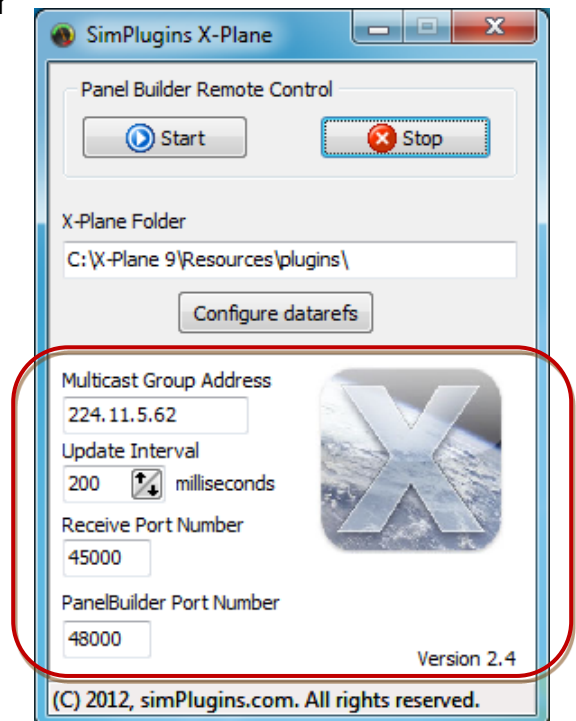 SimPlugins X-Plane
Panel Builder Remote Control
Start
Stop
X-Plane Folder
C:\X-Plane 9\Resources\plugins\
Configure datarefs
Multicast Group Address
224.11.5.62
Update Interval
200 milliseconds
Receive Port Number
45000
PanelBuilder Port Number
48000
X
Version 2.4
(C) 2012, simPlugins.com. All rights reserved.